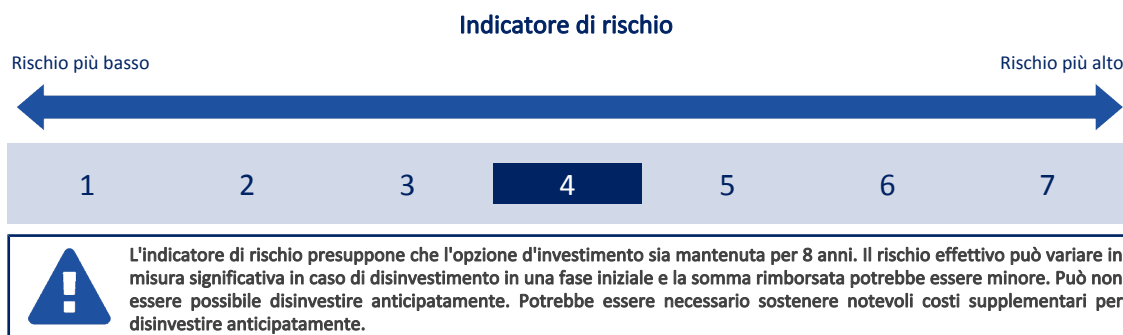 Indicatore di rischio
Rischio più basso
Rischio più alto
1 2 3 4 5 6 7
L'indicatore di rischio presuppone che l'opzione d'investimento sia mantenuta per 8 anni. Il rischio effettivo può variare in
misura significativa in caso di disinvestimento in una fase iniziale e la somma rimborsata potrebbe essere minore. Può non
essere possibile disinvestire anticipatamente. Potrebbe essere necessario sostenere notevoli costi supplementari per
disinvestire anticipatamente.